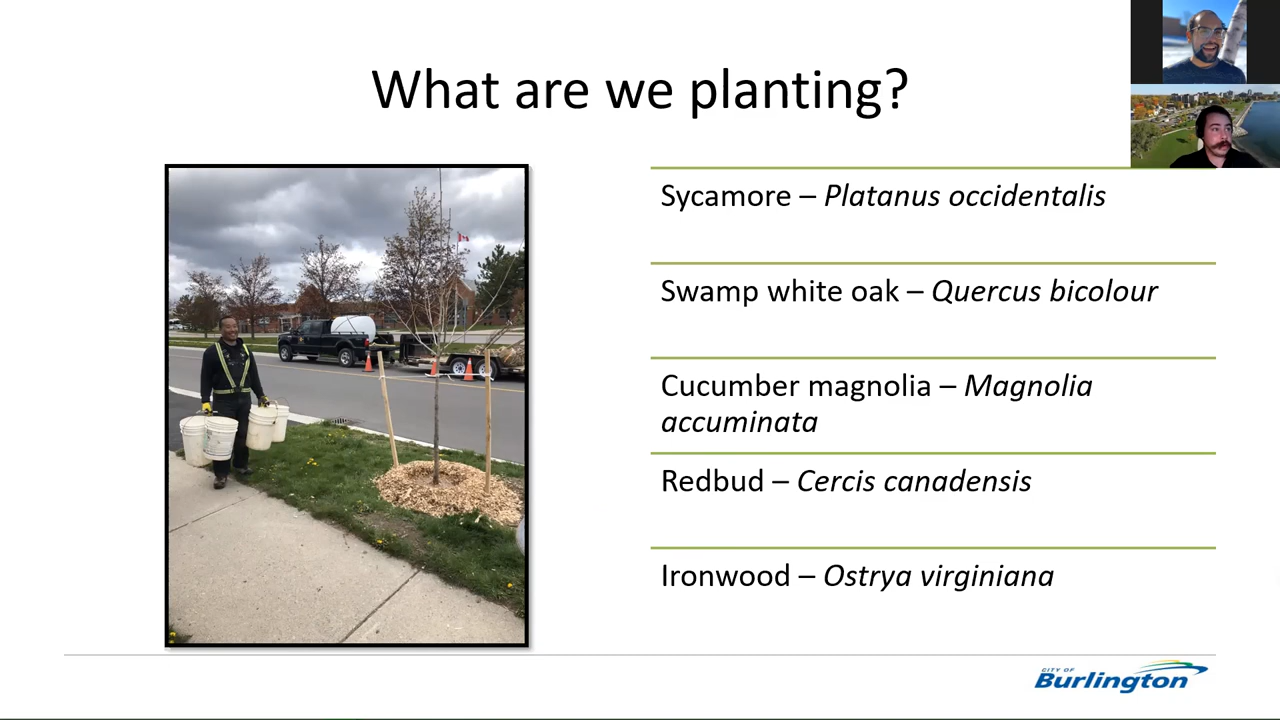 What are we planting?
Sycamore – Platanus occidentalis
Swamp white oak – Quercus bicolour
Cucumber magnolia – Magnolia
accuminata
Redbud – Cercis canadensis
Ironwood – Ostrya virginiana
CITY OF
Burlington